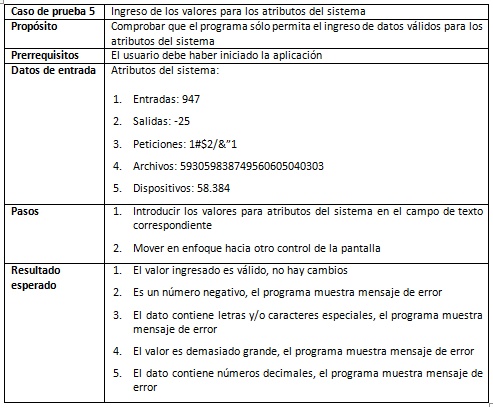 Caso de prueba 5 Ingreso de los valores para los atributos del sistema
Propósito Comprobar que el programa sólo permita el ingreso de datos válidos para los
atributos del sistema
Prerrequisitos El usuario debe haber iniciado la aplicación
Datos de entrada Atributos del sistema:
1. Entradas: 947
2. Salidas: -25
3. Peticiones: 1#$2/&"1
4. Archivos: 593059838749560605040303
5. Dispositivos: 58.384
Pasos 1. Introducir los valores para atributos del sistema en el campo de texto
correspondiente
2. Mover en enfoque hacia otro control de la pantalla
Resultado 1. El valor ingresado es válido, no hay cambios
esperado 2. Es un número negativo, el programa muestra mensaje de error
3. El dato contiene letras y/o caracteres especiales, el programa muestra
mensaje de error
4. El valor es demasiado grande, el programa muestra mensaje de error
5. El dato contiene números decimales, el programa muestra mensaje de
error